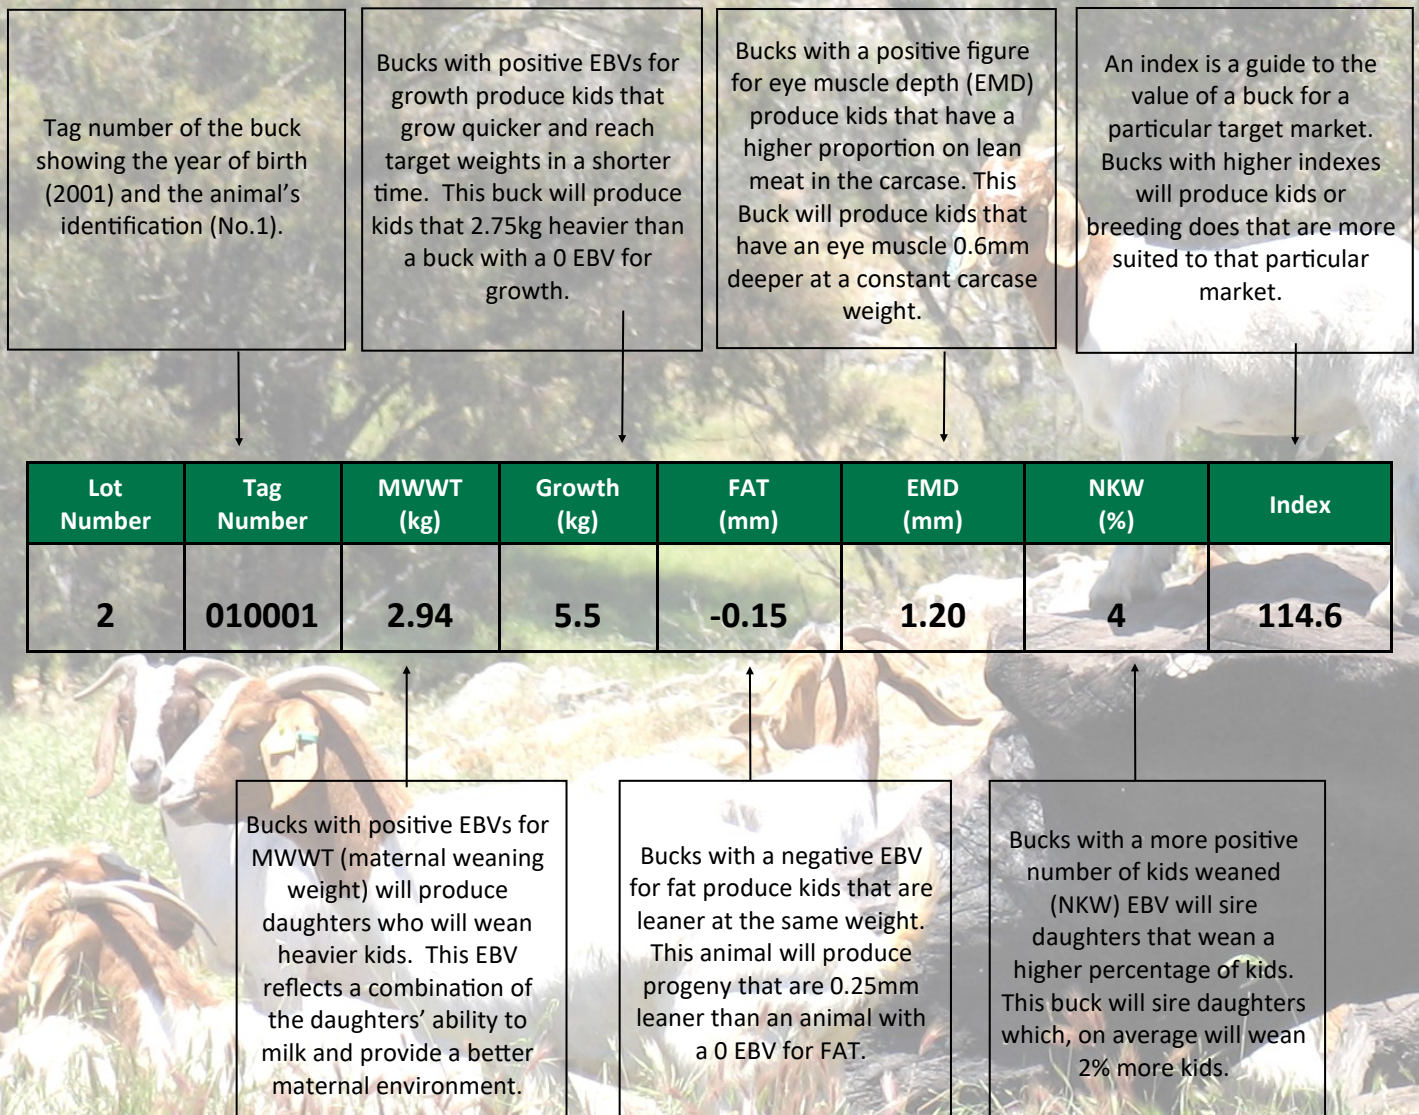 Tag number of the buck
showing the year of birth
(2001) and the animal's
identification (No.1).
Bucks with positive EBVs for
growth produce kids that
grow quicker and reach
target weights in a shorter
time. This buck will produce
kids that 2.75kg heavier than
a buck with a 0 EBV for
growth.
Bucks with a positive figure
for eye muscle depth (EMD)
produce kids that have a
higher proportion on lean
meat in the carcase. This
Buck will produce kids that
have an eye muscle 0.6mm
deeper at a constant carcase
weight.
An index is a guide to the
value of a buck for a
particular target market.
Bucks with higher indexes
will produce kids or
breeding does that are more
suited to that particular
market.
Lot Number Tag Number MWWT (kg) Growth (kg) FAT (mm) EMD (mm) NKW (%) Index
2 010001 2.94 5.5 -0.15 1.20 4 114.6
Bucks with positive EBVs for
MWWT (maternal weaning
weight) will produce
daughters who will wean
heavier kids. This EBV
reflects a combination of
the daughters' ability to
milk and provide a better
maternal environment.
Bucks with a negative EBV
for fat produce kids that are
leaner at the same weight.
This animal will produce
progeny that are 0.25mm
leaner than an animal with
a 0 EBV for FAT.
Bucks with a more positive
number of kids weaned
(NKW) EBV will sire
daughters that wean a
higher percentage of kids.
This buck will sire daughters
which, on average will wean
2% more kids.